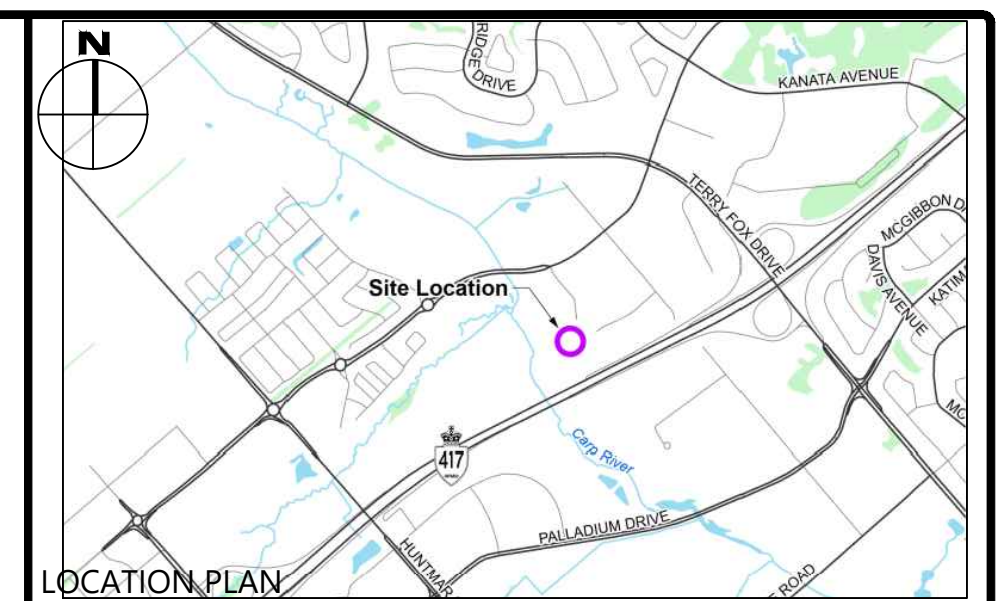 N
RIDGE DRIVE
KANATA AVENUE
TERRY FOX DRIVE
MCGIBBON D
DAVIS AVENUE
KATIM
Site Location
417
Carp River
MC
PALLADIUM DRIVE
HUNTMAR
ROAD
LOCATION PLAN